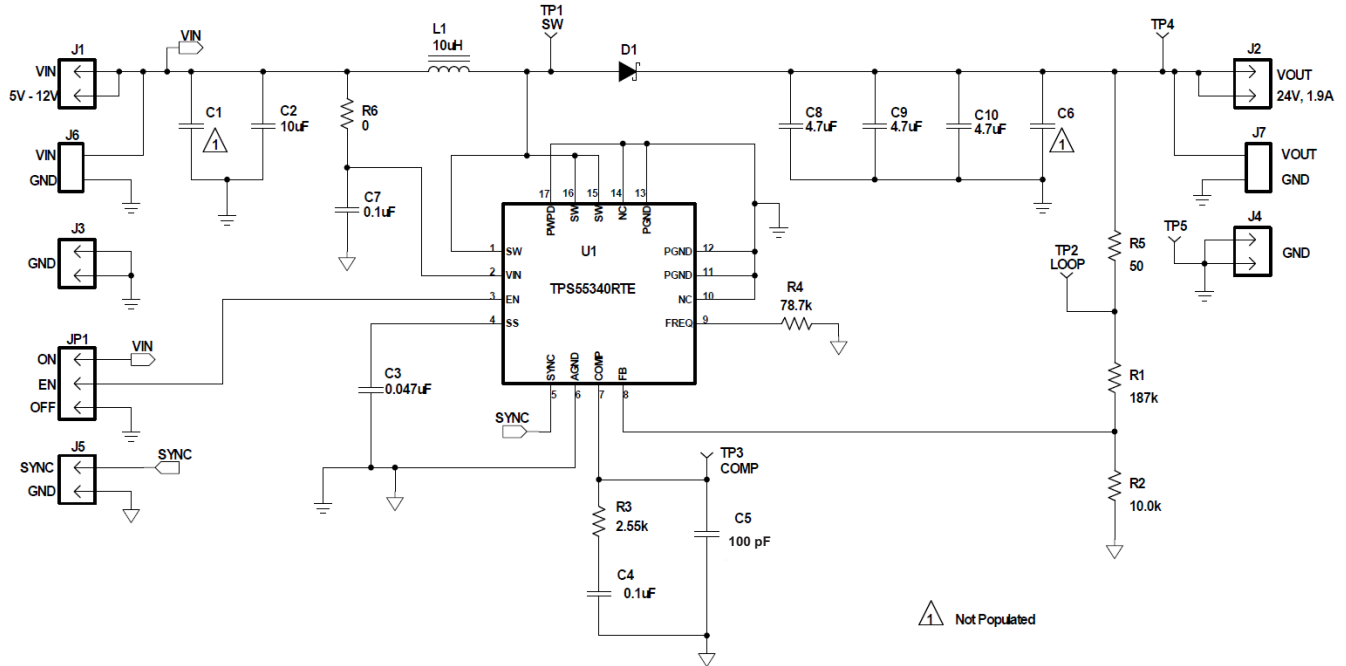 TP1
SW
TP4
L1
10uH
VIN
J1
D1
J2
VIN
5V - 12V
VOUT
24V, 1.9A
C1
1
C2
10uF
R6
0
C8
4.7uF
C9
4.7uF
C10
4.7uF
C6
1
J6
VIN
GND
J7
VOUT
GND
C7
0.1uF
17
16
15
14
13
PWPD
SW
SW
NC
PGND
U1
TPS55340RTE
1
SW
2
VIN
3
EN
4
SS
PGND
12
PGND
11
NC
10
FREQ
9
SYNC
AGND
COMP
FB
5
6
7
8
J3
GND
TP5
J4
GND
TP2
LOOP
R5
50
R4
78.7k
JP1
ON
EN
OFF
VIN
C3
0.047uF
R1
187k
SYNC
J5
SYNC
GND
SYNC
TP3
COMP
R2
10.0k
R3
2.55k
C5
100 pF
C4
0.1uF
1
Not Populated